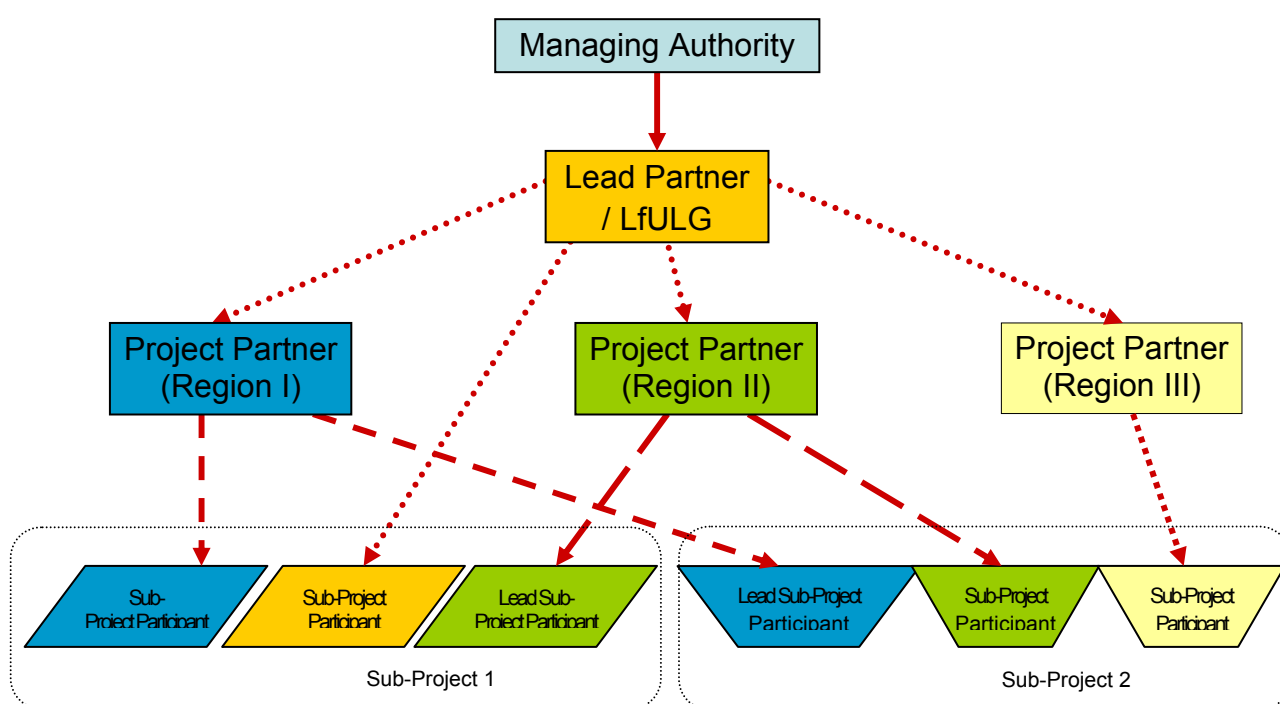 Managing Authority
Lead Partner
/ LfULG
Project Partner
(Region I)
Project Partner
(Region II)
Project Partner
(Region III)
Sub-
Project Participant
Sub-Project
Participant
Lead Sub-
Project Participant
Lead Sub-Project
Participant
Sub-Project
Participant
Sub-Project
Participant
Sub-Project 1
Sub-Project 2